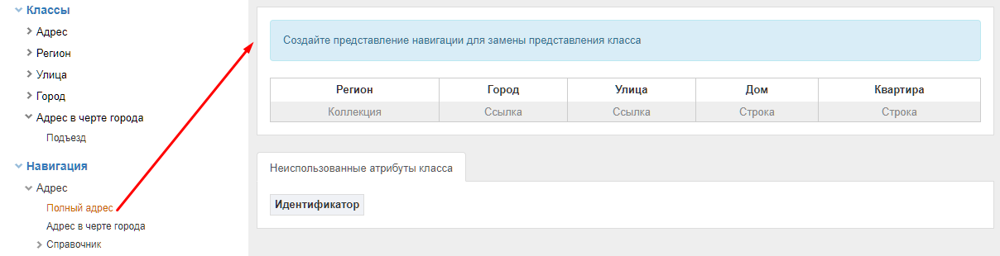 Классы
Адрес
Регион
Улица
Город
Адрес в черте города
Подъезд
Навигация
Адрес
Полный адрес
Адрес в черте города
Справочник
Создайте представление навигации для замены представления класса
Регион Город Улица Дом Квартира
Коллекция Ссылка Ссылка Строка Строка
Неиспользованные атрибуты класса
Идентификатор